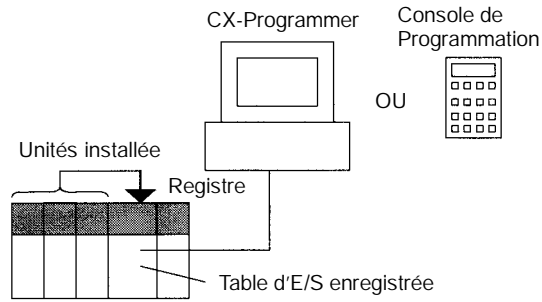 CX-Programmer
Console de
Programmation
OU
Unités installée
Registre
Table d'E/S enregistrée